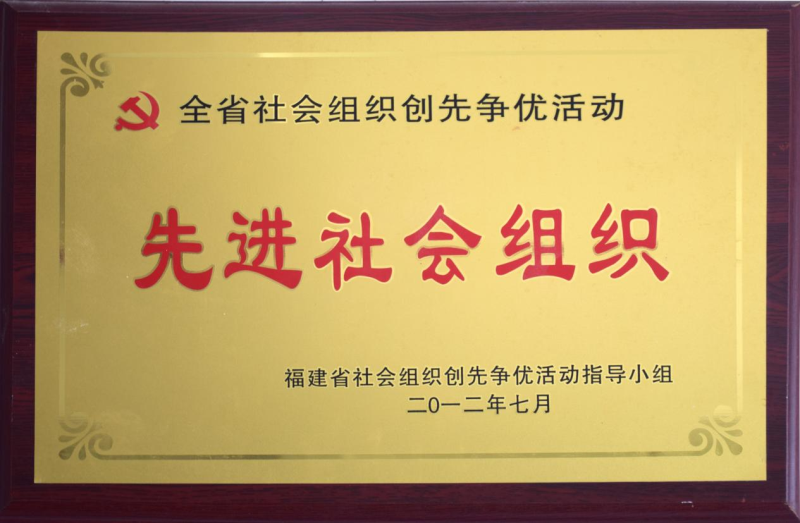 全省社会组织创先争优活动
先进社会组织
福建省社会组织创先争优活动指导小组
二0一二年七月